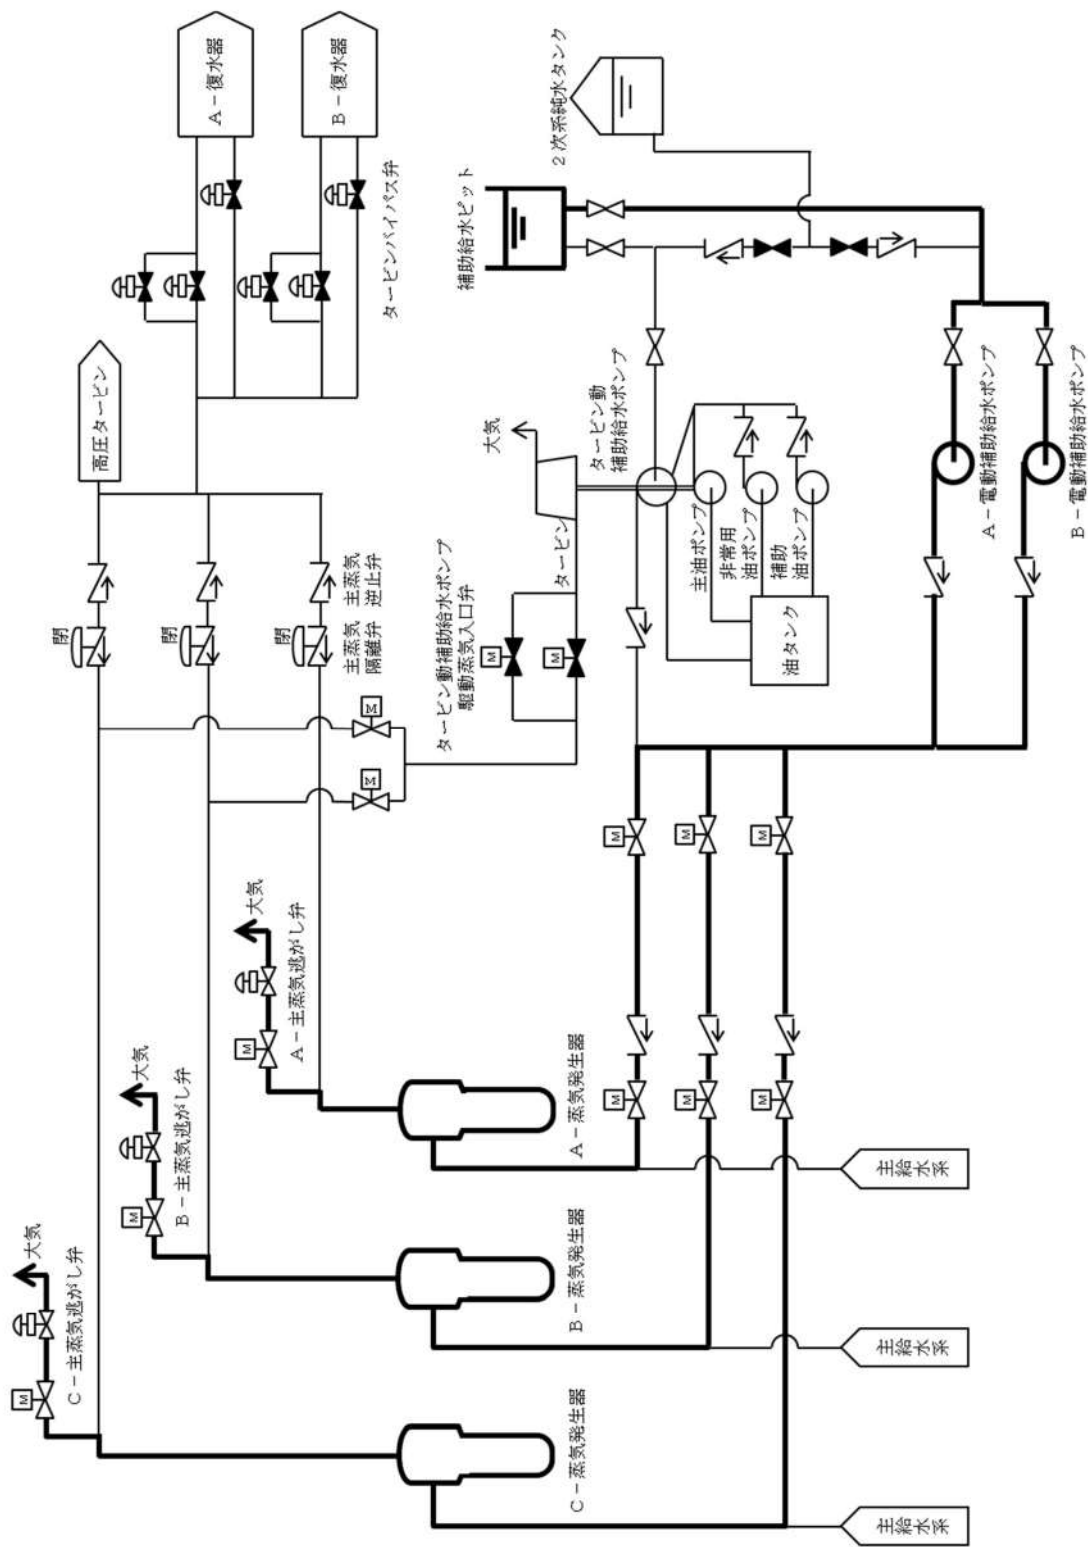 C－主蒸気逃がし弁
大気
M
B－主蒸気逃がし弁
大気
M
A－主蒸気逃がし弁
大気
M
閉
閉
閉
主蒸気
隔離弁
主蒸気
逆止弁
高圧タービン
A－復水器
B－復水器
タービンバイパス弁
M
M
タービン動補助給水ポンプ
駆動蒸気入口弁
M
M
タービン
大気
タービン動
補助給水ポンプ
補助給水ピット
2次系純水タンク
C－蒸気発生器
B－蒸気発生器
A－蒸気発生器
M
M
M
M
M
M
主油ポンプ
非常用
油ポンプ
補助
油ポンプ
油タンク
A－電動補助給水ポンプ
B－電動補助給水ポンプ
主給水系
主給水系
主給水系